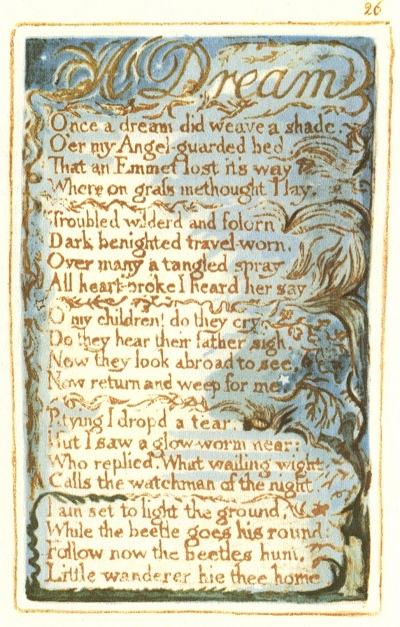 26
A Dream
Once a dream did weave a shade,
O'er my Angel-guarded bed,
That an Emmet lost its way
Where on grass methought I lay.
Troubled wilderd and folorn
Dark benighted travel-worn,
Over many a tangled spray
All heart-broke I heard her say
O my children! do they cry,
Do they hear their father sigh.
Now they look abroad to see,
Now return and weep for me.
Pitying I dropd a tear:
But I saw a glow-worm near:
Who replied. What wailing wight
Calls the watchman of the night.
I am set to light the ground,
While the beetle goes his round:
Follow now the beetles hum,
Little wanderer hie thee home